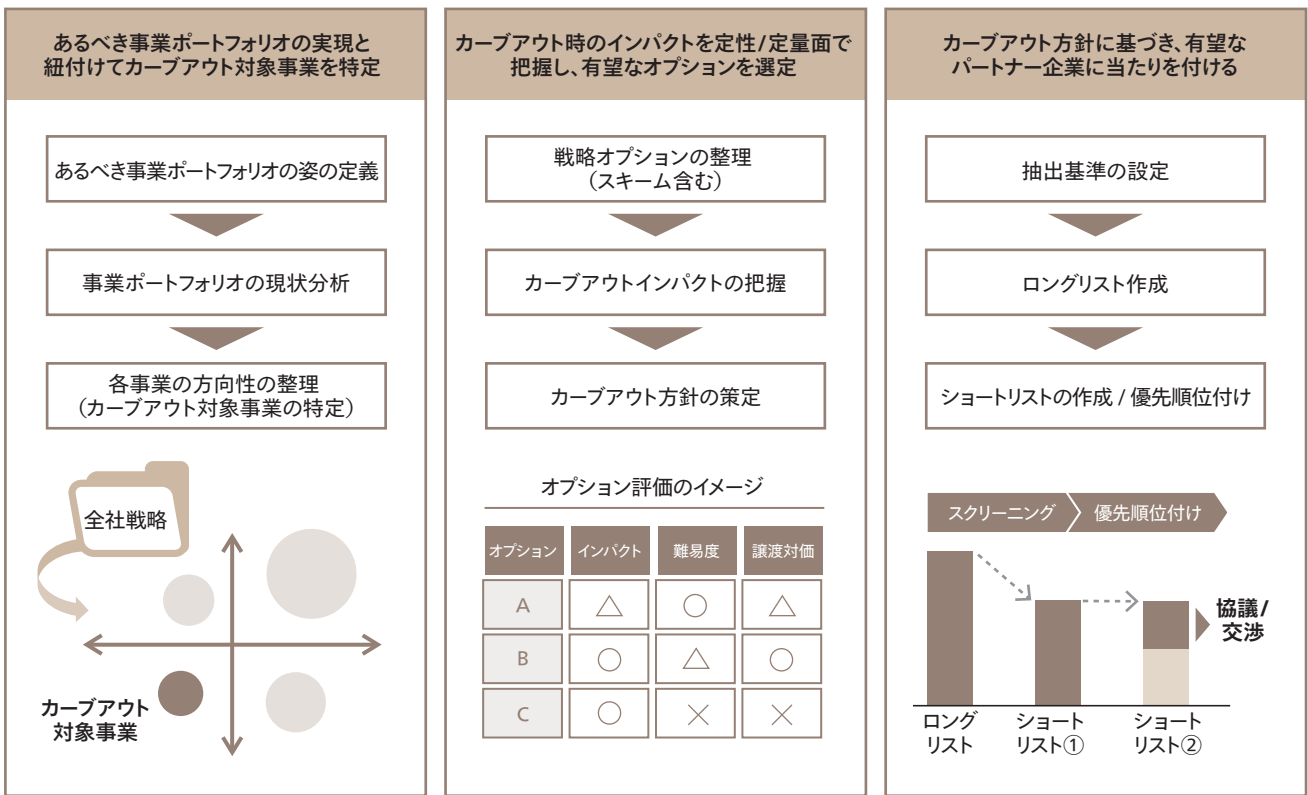 あるべき事業ポートフォリオの実現と
紐付けてカーブアウト対象事業を特定
あるべき事業ポートフォリオの姿の定義
事業ポートフォリオの現状分析
各事業の方向性の整理
（カーブアウト対象事業の特定）
全社戦略
カーブアウト
対象事業
カーブアウト時のインパクトを定性/定量面で
把握し、有望なオプションを選定
戦略オプションの整理
（スキーム含む）
カーブアウトインパクトの把握
カーブアウト方針の策定
オプション評価のイメージ
オプション インパクト 難易度 譲渡対価
A △ ○ △
B ○ △ ○
C ○ × ×
カーブアウト方針に基づき、有望な
パートナー企業に当たりを付ける
抽出基準の設定
ロングリスト作成
ショートリストの作成 / 優先順位付け
スクリーニング 優先順位付け
協議/
交渉
ロング
リスト
ショート
リスト①
ショート
リスト②